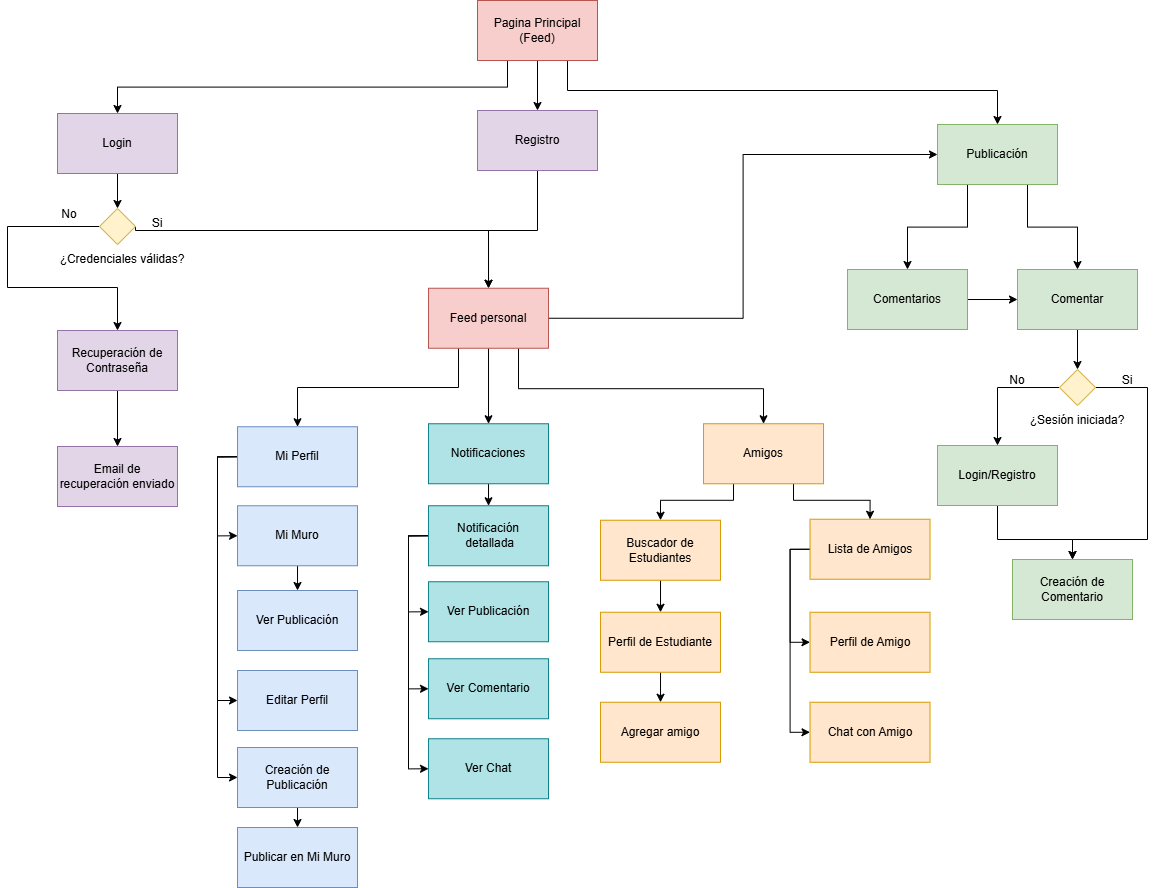 Pagina Principal
(Feed)
Login
Registro
Publicación
No
Si
¿Credenciales válidas?
Comentarios
Comentar
Feed personal
Recuperación de
Contraseña
No
Si
¿Sesión iniciada?
Email de
recuperación enviado
Mi Perfil
Notificaciones
Amigos
Login/Registro
Mi Muro
Notificación
detallada
Buscador de
Estudiantes
Lista de Amigos
Creación de
Comentario
Ver Publicación
Ver Publicación
Perfil de Estudiante
Perfil de Amigo
Editar Perfil
Ver Comentario
Agregar amigo
Chat con Amigo
Creación de
Publicación
Ver Chat
Publicar en Mi Muro